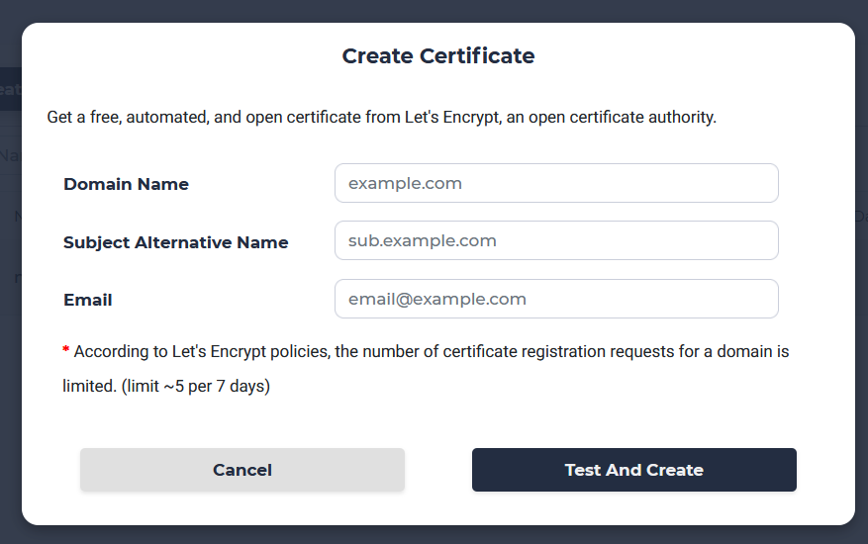 Create Certificate
Get a free, automated, and open certificate from Let's Encrypt, an open certificate authority.
Domain Name
example.com
Subject Alternative Name
sub.example.com
Email
email@example.com
* According to Let's Encrypt policies, the number of certificate registration requests for a domain is
limited. (limit ~5 per 7 days)
Cancel
Test And Create